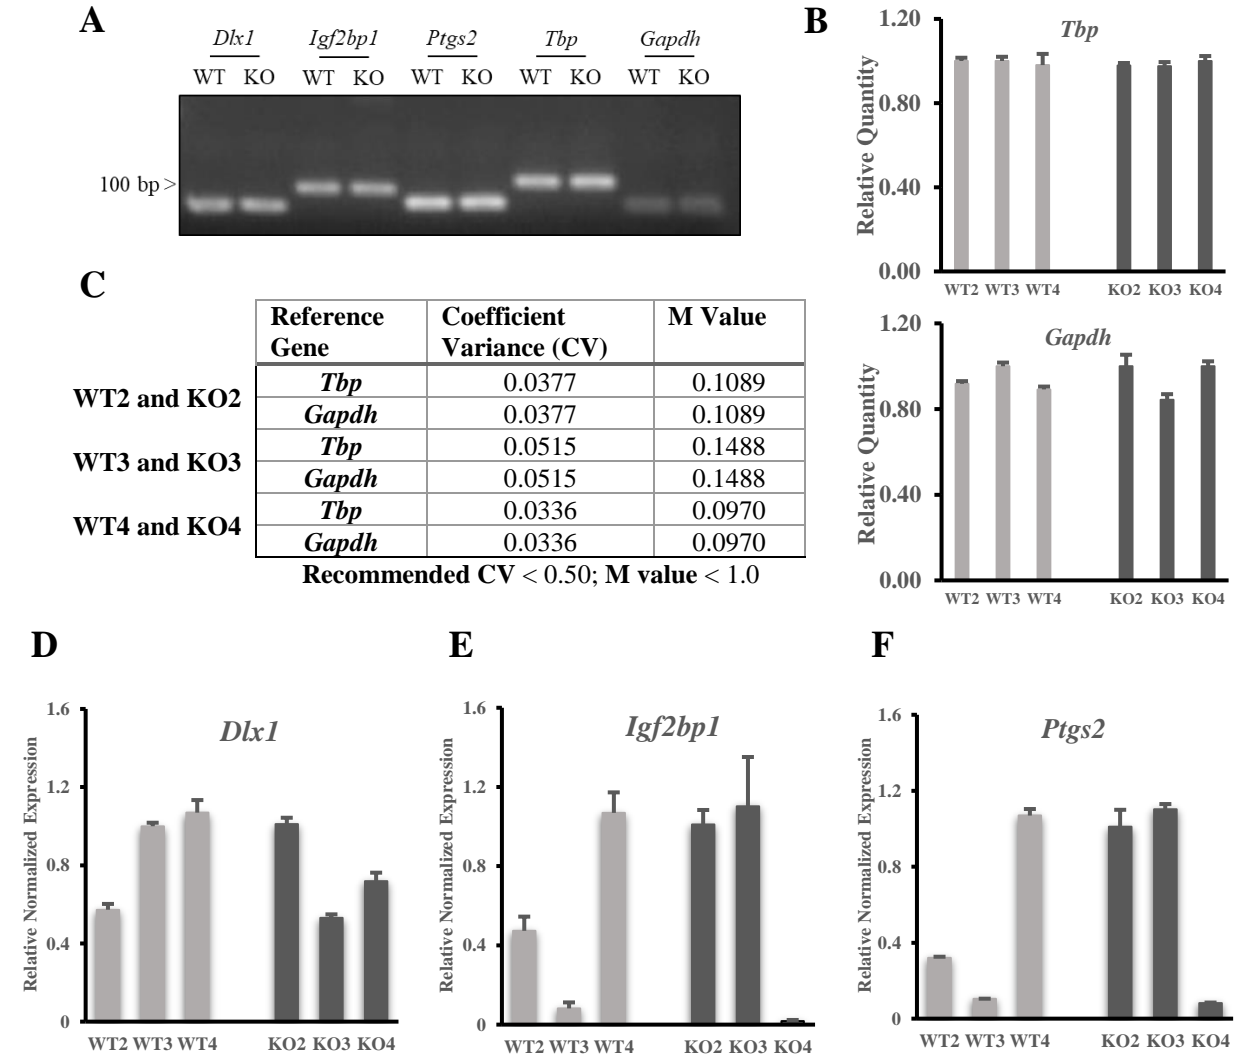 A
Dlx1 Igf2bp1 Ptgs2 Tbp Gapdh
WT KO WT KO WT KO WT KO WT KO
100 bp >
B
Tbp
Relative Quantity
1.20
0.80
0.40
0.00
WT2 WT3 WT4 KO2 KO3 KO4
Gapdh
Relative Quantity
1.20
0.80
0.40
0.00
WT2 WT3 WT4 KO2 KO3 KO4
C
Reference Gene Coefficient Variance (CV) M Value
WT2 and KO2
Tbp 0.0377 0.1089
Gapdh 0.0377 0.1089
WT3 and KO3
Tbp 0.0515 0.1488
Gapdh 0.0515 0.1488
WT4 and KO4
Tbp 0.0336 0.0970
Gapdh 0.0336 0.0970
Recommended CV < 0.50; M value < 1.0
D
Dlx1
Relative Normalized Expression
1.6
1.2
0.8
0.4
0
WT2 WT3 WT4 KO2 KO3 KO4
E
Igf2bp1
Relative Normalized Expression
1.6
1.2
0.8
0.4
0
WT2 WT3 WT4 KO2 KO3 KO4
F
Ptgs2
Relative Normalized Expression
1.6
1.2
0.8
0.4
0
WT2 WT3 WT4 KO2 KO3 KO4